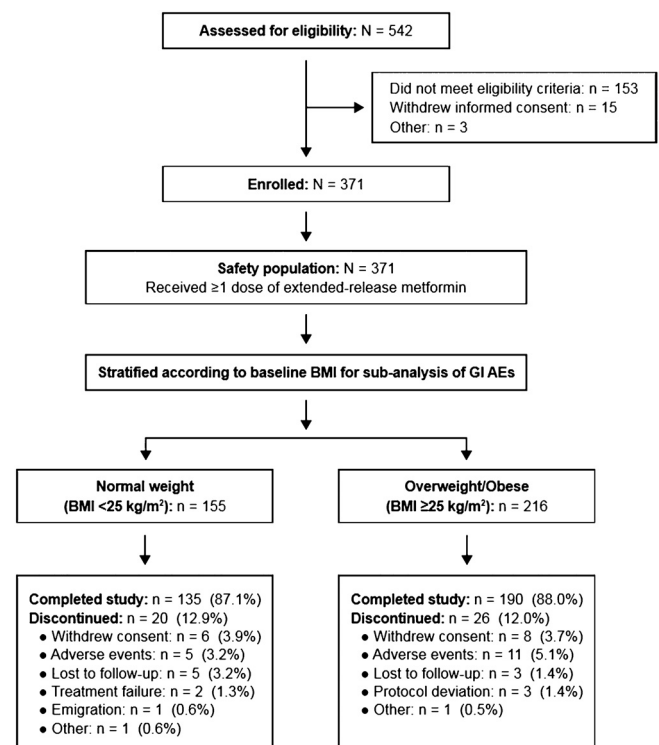 Assessed for eligibility: N = 542
Did not meet eligibility criteria: n = 153
Withdrew informed consent: n = 15
Other: n = 3
Enrolled: N = 371
Safety population: N = 371
Received ≥1 dose of extended-release metformin
Stratified according to baseline BMI for sub-analysis of GI AEs
Normal weight
(BMI <25 kg/m²): n = 155
Overweight/Obese
(BMI ≥25 kg/m²): n = 216
Completed study: n = 135 (87.1%)
Discontinued: n = 20 (12.9%)
● Withdrew consent: n = 6 (3.9%)
● Adverse events: n = 5 (3.2%)
● Lost to follow-up: n = 5 (3.2%)
● Treatment failure: n = 2 (1.3%)
● Emigration: n = 1 (0.6%)
● Other: n = 1 (0.6%)
Completed study: n = 190 (88.0%)
Discontinued: n = 26 (12.0%)
● Withdrew consent: n = 8 (3.7%)
● Adverse events: n = 11 (5.1%)
● Lost to follow-up: n = 3 (1.4%)
● Protocol deviation: n = 3 (1.4%)
● Other: n = 1 (0.5%)